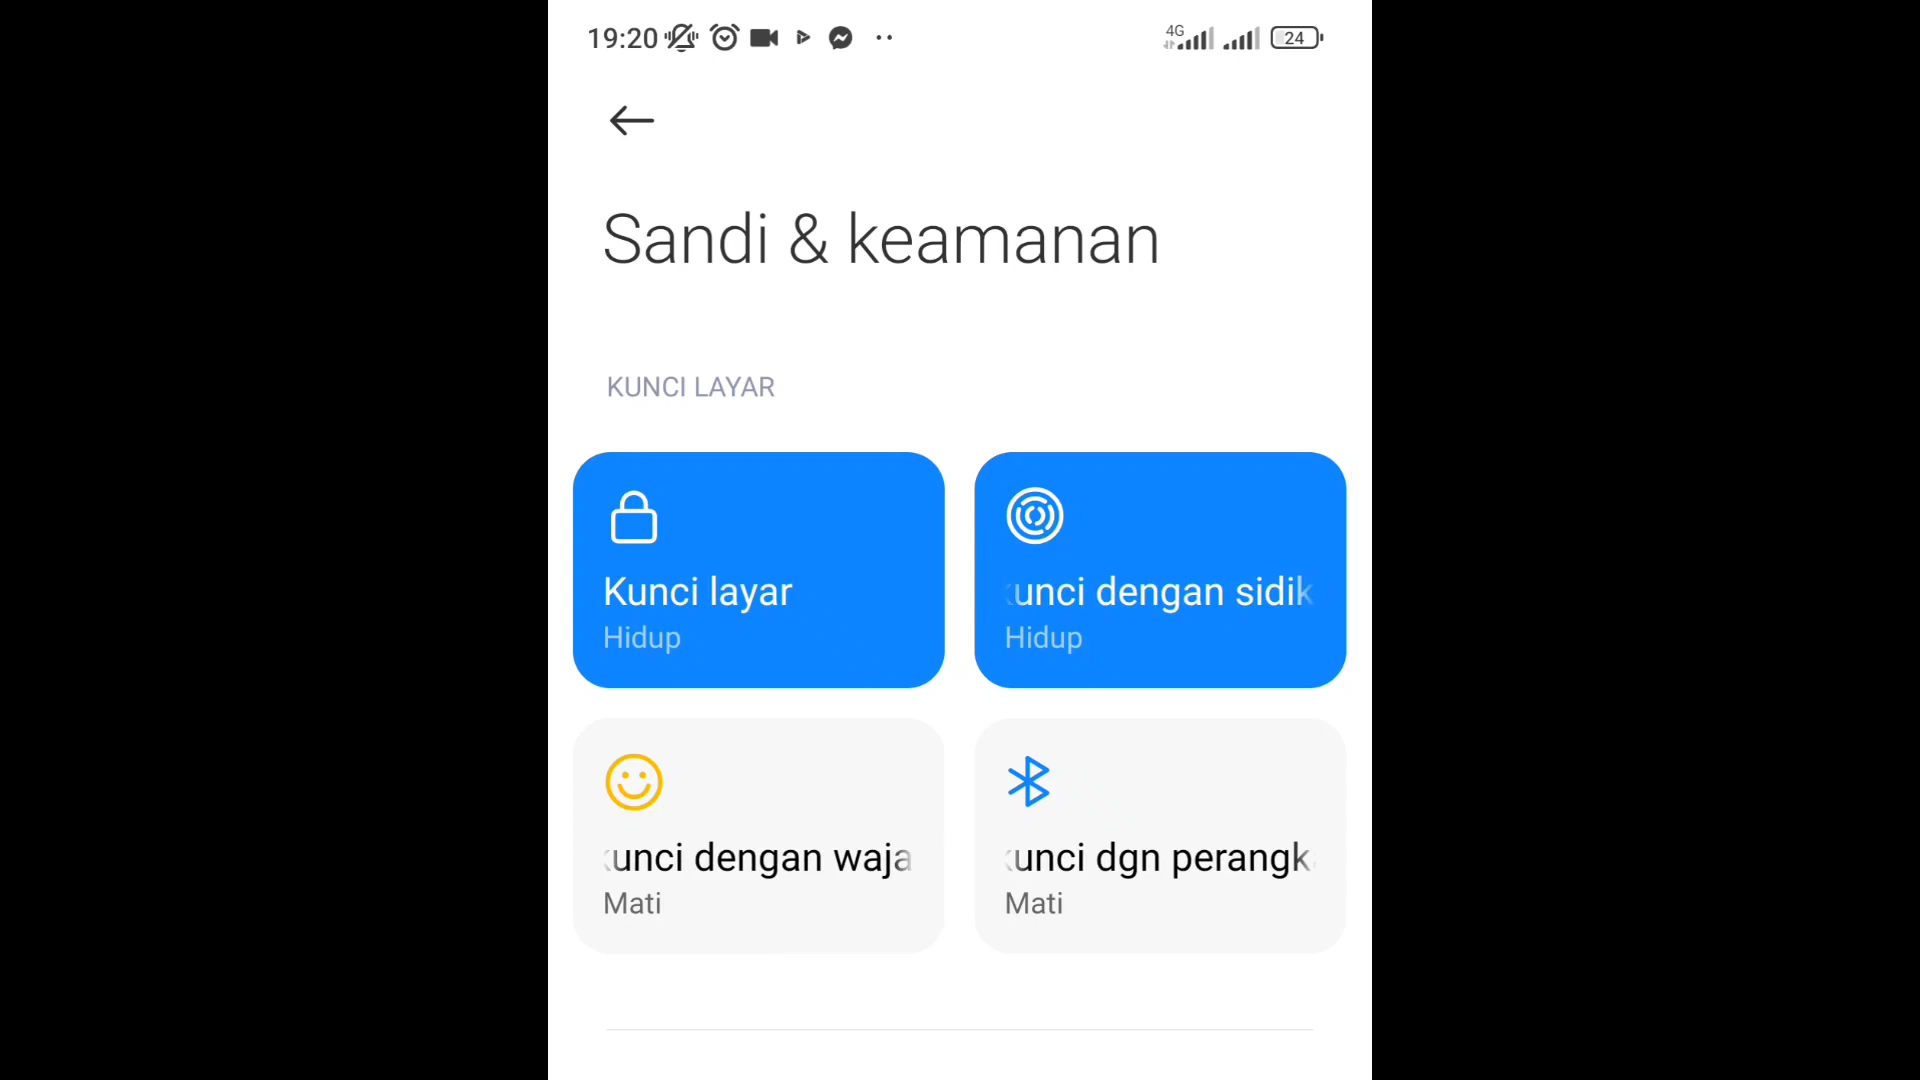 19:20
4G
24
Sandi & keamanan
KUNCI LAYAR
Kunci layar
Hidup
kunci dengan sidik
Hidup
kunci dengan waja
Mati
kunci dgn perangk
Mati